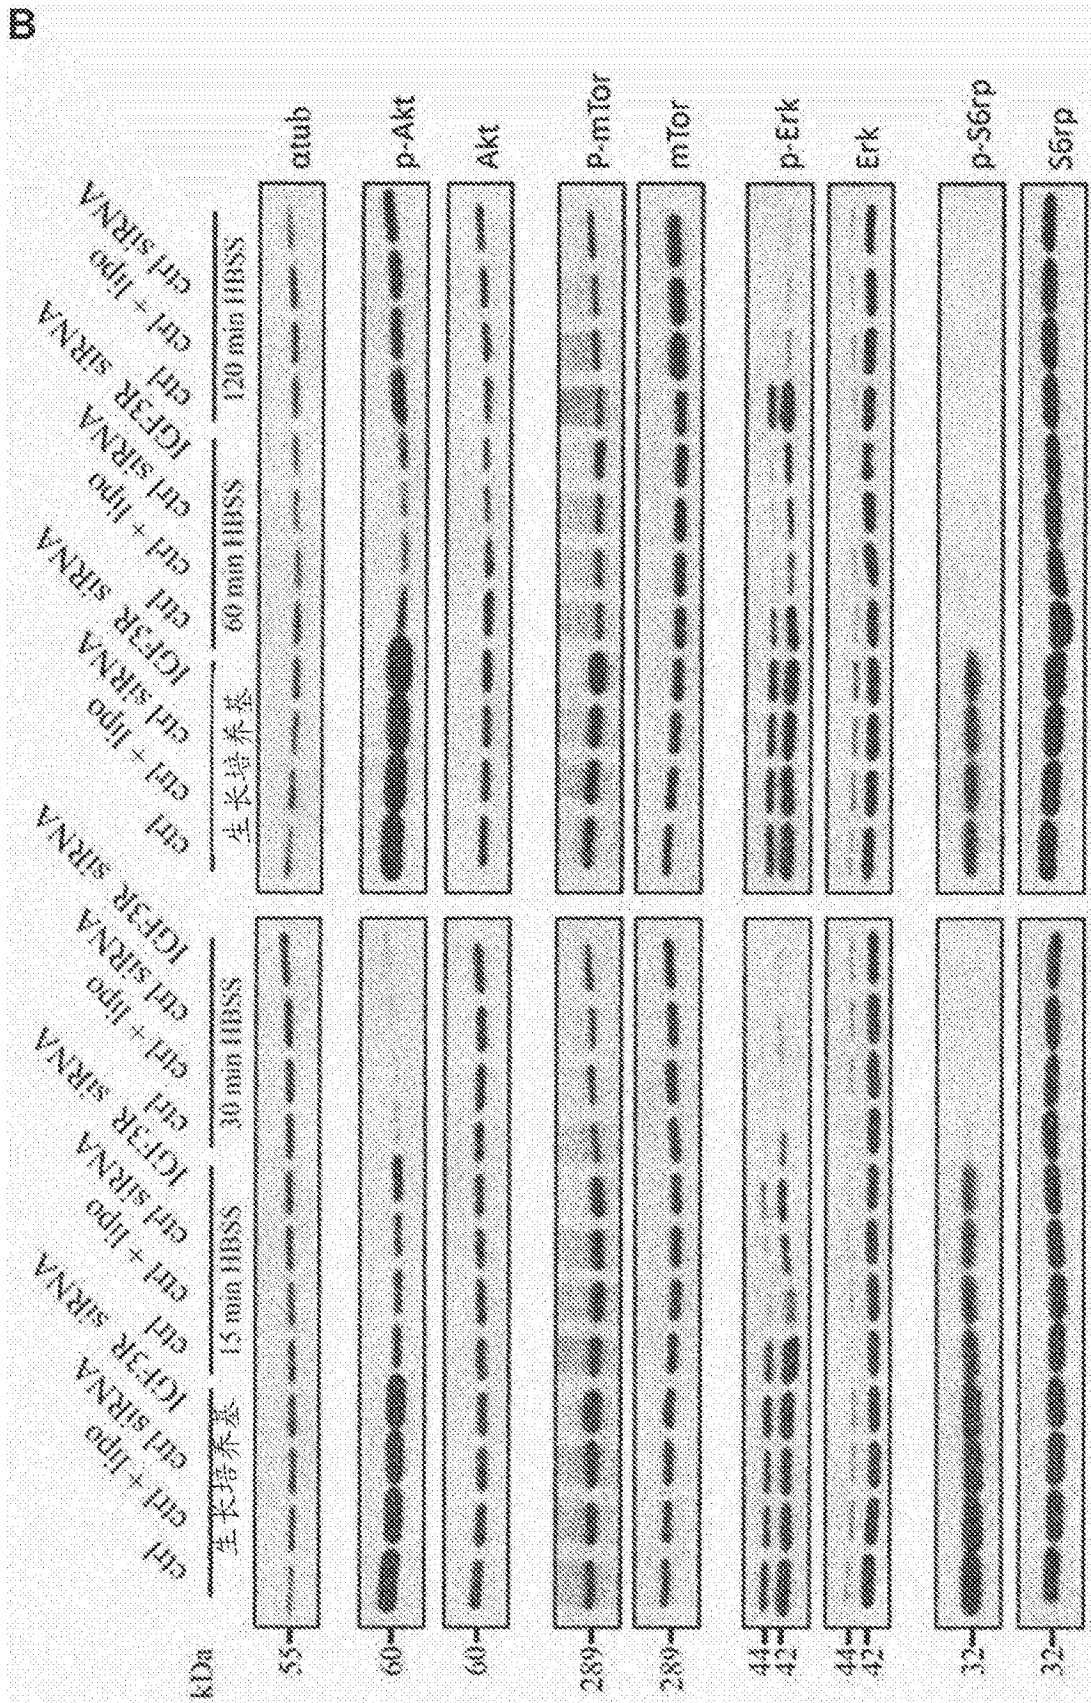 B
ctrl
ctrl + lipo
ctrl siRNA
IGF3R siRNA
ctrl
ctrl + lipo
ctrl siRNA
IGF3R siRNA
ctrl
ctrl + lipo
ctrl siRNA
IGF3R siRNA
ctrl
ctrl + lipo
ctrl siRNA
IGF3R siRNA
ctrl
ctrl + lipo
ctrl siRNA
IGF3R siRNA
ctrl
ctrl + lipo
ctrl siRNA
kDa
生长培养基
15 min HBSS
30 min HBSS
生长培养基
60 min HBSS
120 min HBSS
55 αtub
60 p-Akt
60 Akt
289 P-mTor
289 mTor
44
42 p-Erk
44
42 Erk
32 p-S6rp
32 S6rp